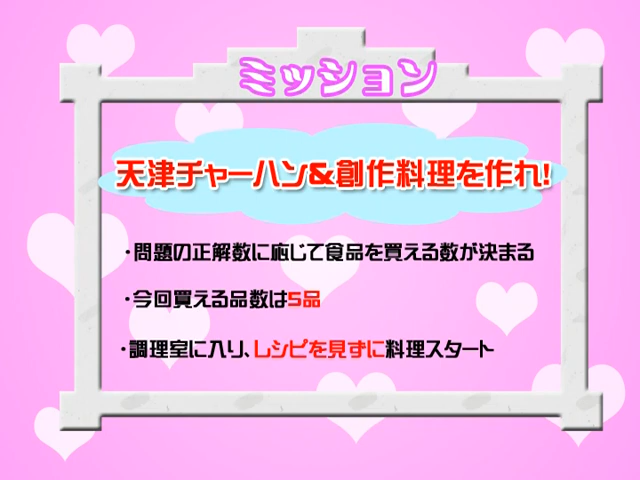 ミッション
天津チャーハン&創作料理を作れ!
・問題の正解数に応じて食品を買える数が決まる
・今回買える品数は5品
・調理室に入り、レシピを見ずに料理スタート